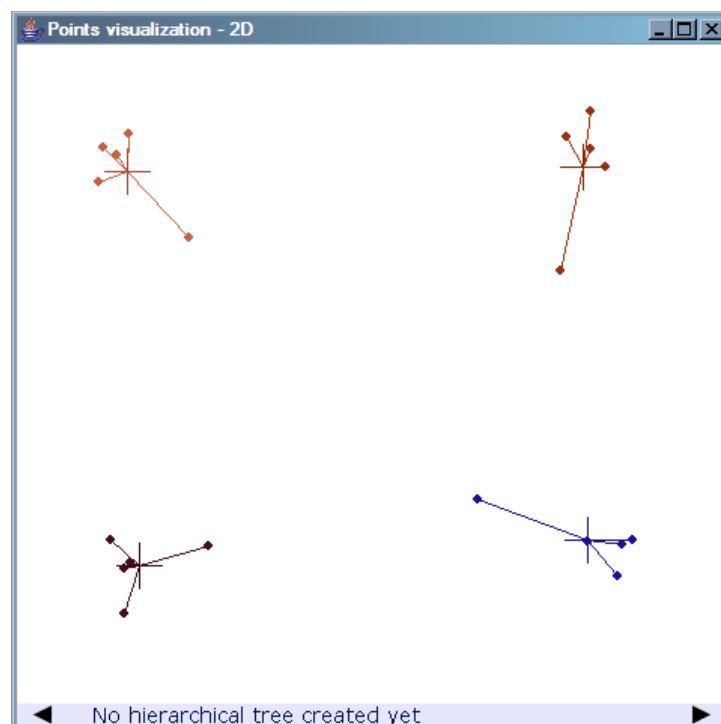 Points visualization - 2D
No hierarchical tree created yet